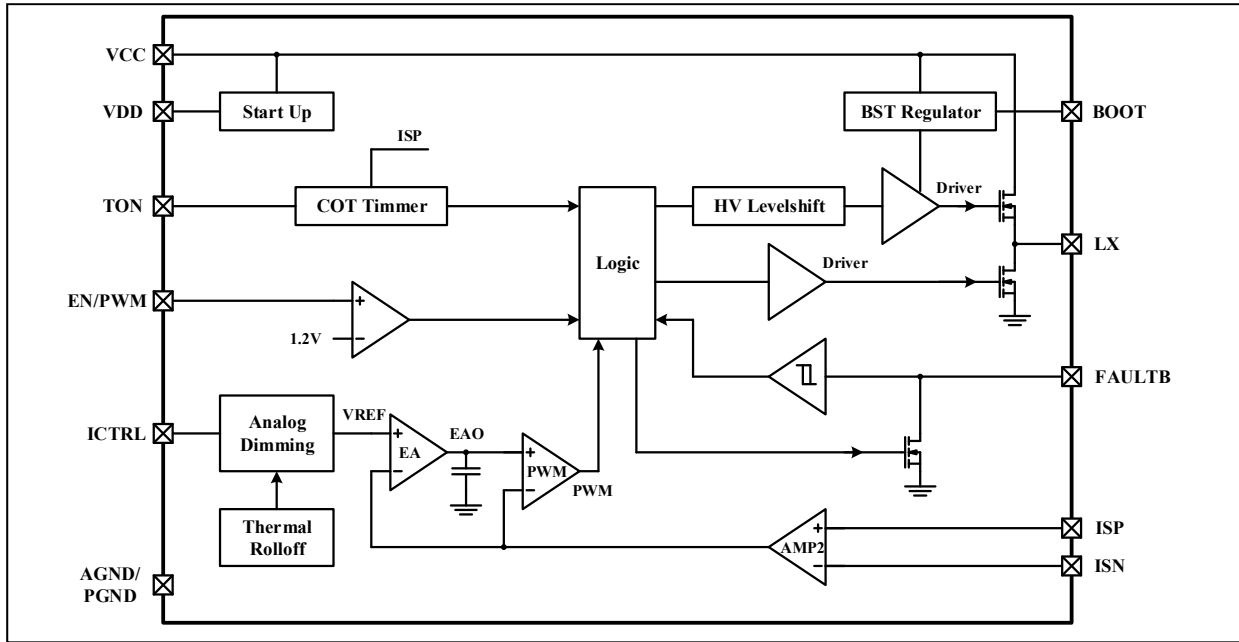 VCC
VDD
Start Up
BST Regulator
BOOT
ISP
TON
COT Timmer
HV Levelshift
Driver
Logic
LX
Driver
EN/PWM
+
1.2V
−
FAULTB
ICTRL
Analog
Dimming
VREF
+
EA
−
EAO
+
PWM
−
PWM
Thermal
Rolloff
+
AMP2
−
ISP
ISN
AGND/
PGND